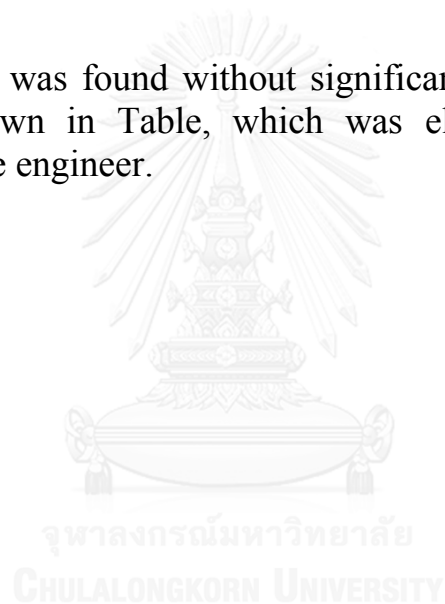 was found without significan
wn in Table, which was el
e engineer.
จุฬาลงกรณ์มหาวิทยาลัย
CHULALONGKORN UNIVERSITY